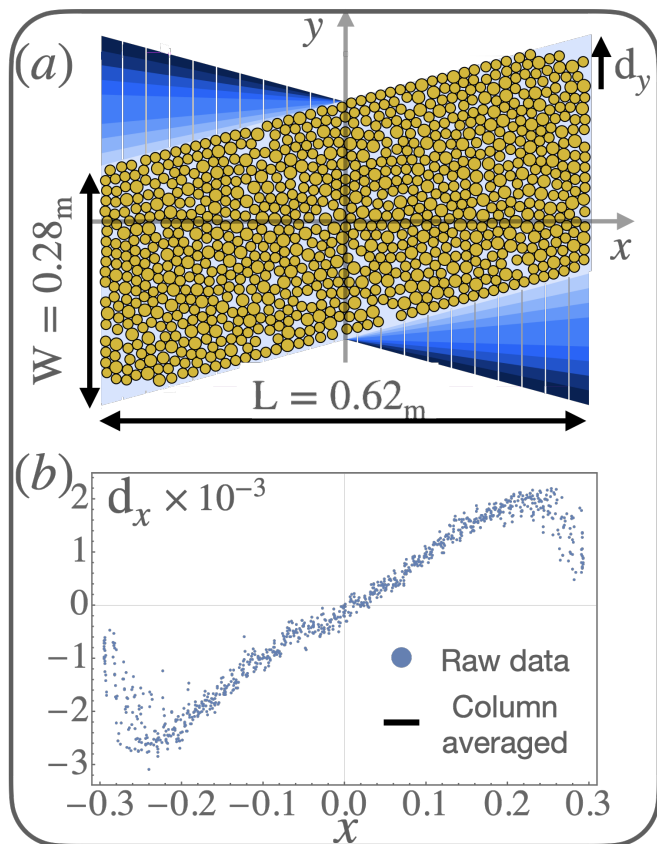 (a)
y
d_y
x
W = 0.28_m
L = 0.62_m
(b)
d_x × 10^−3
2
1
0
−1
−2
−3
Raw data
Column
averaged
−0.3 −0.2 −0.1 0.0 0.1 0.2 0.3
x